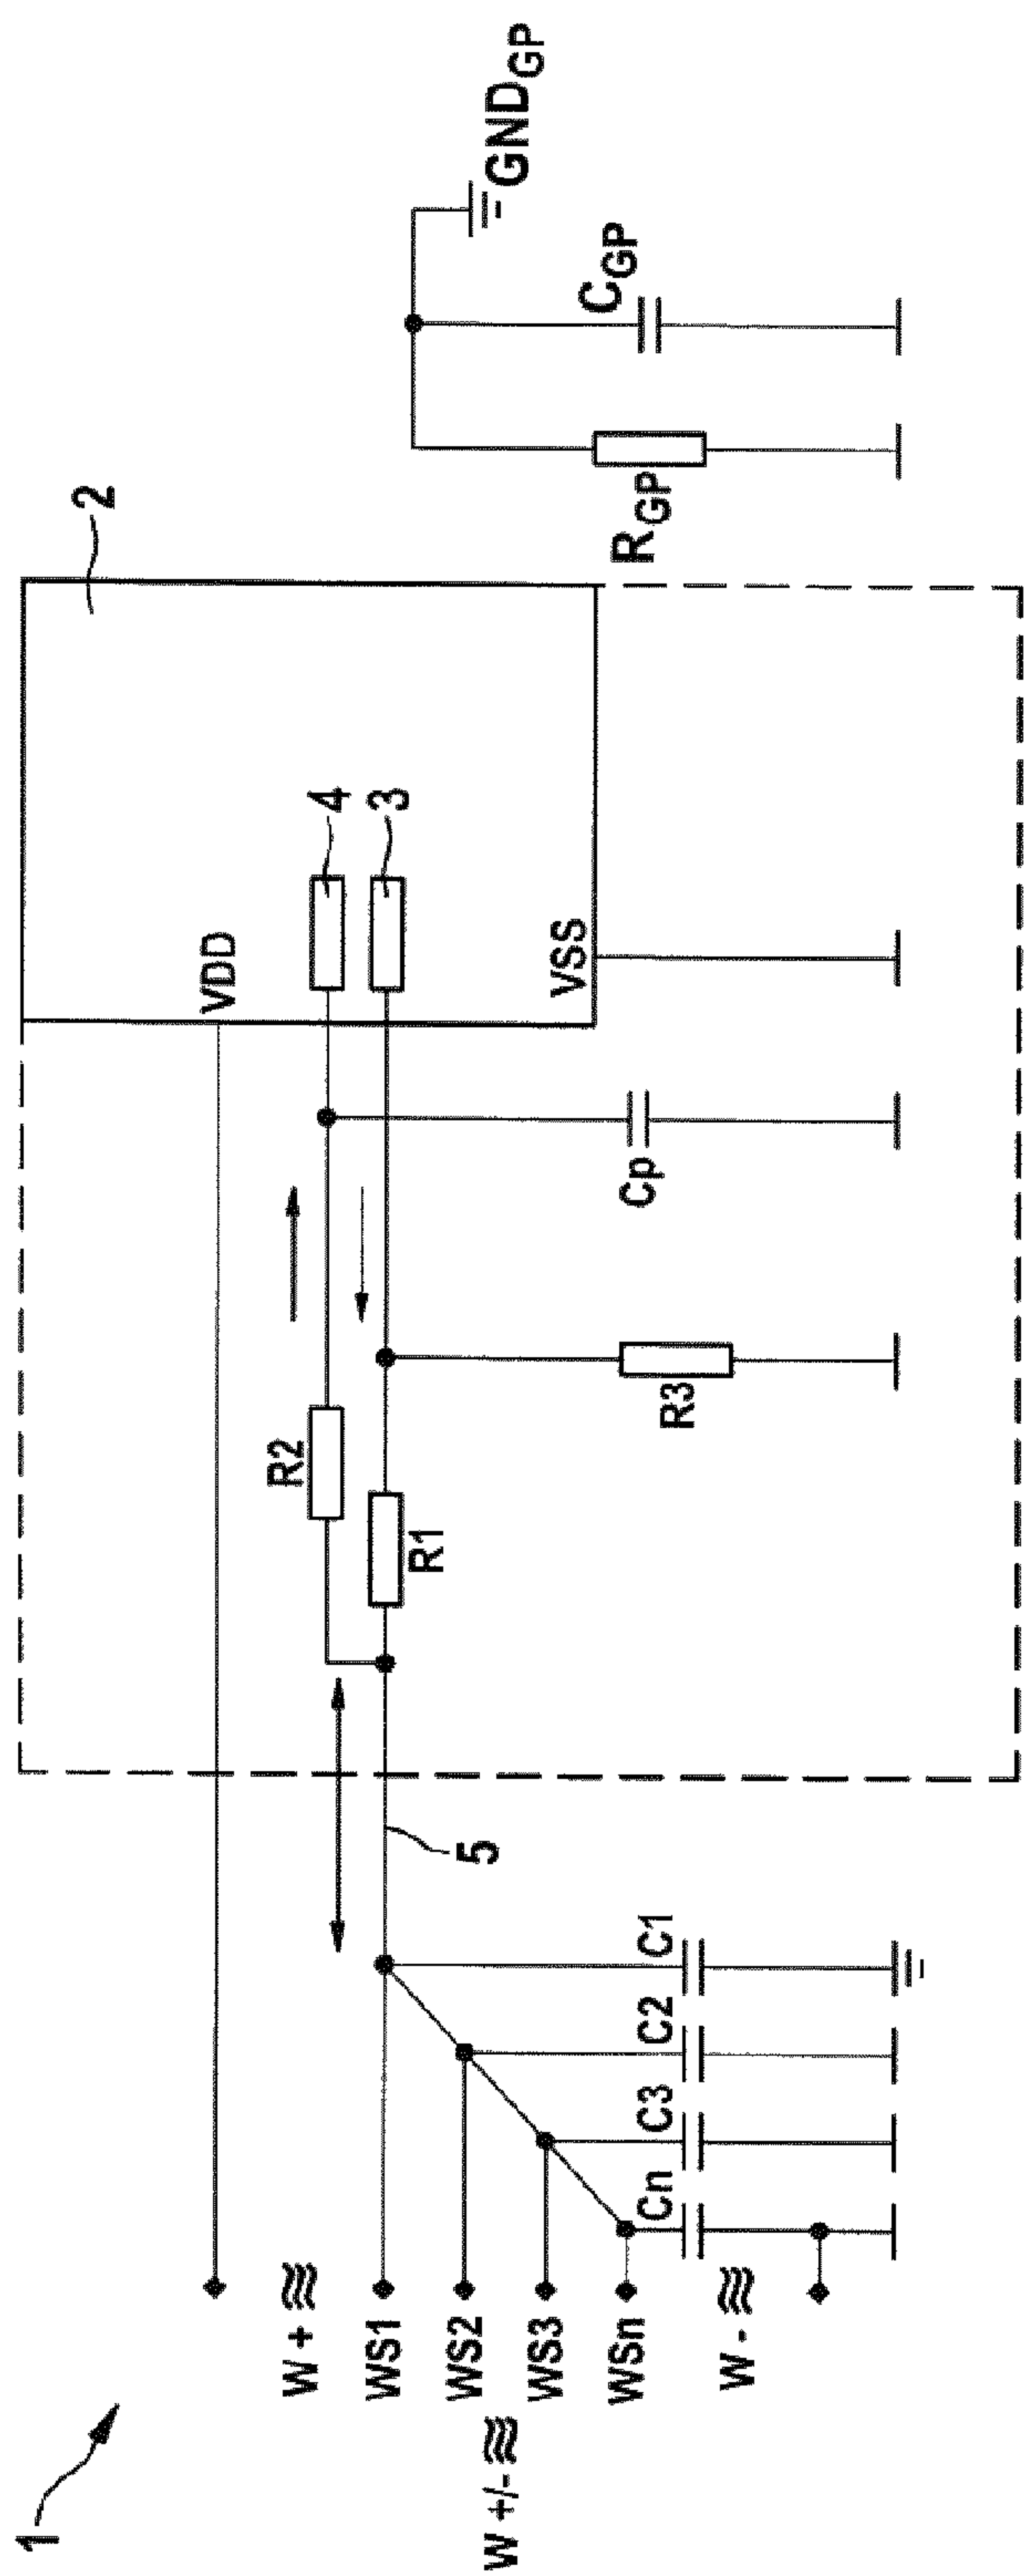 1
W + ≋
WS1
WS2
W +/- ≋
WS3
WSn
W - ≋
Cn
C3
C2
C1
5
R2
R1
R3
Cp
VDD
VSS
4
3
2
R_GP
C_GP
GND_GP